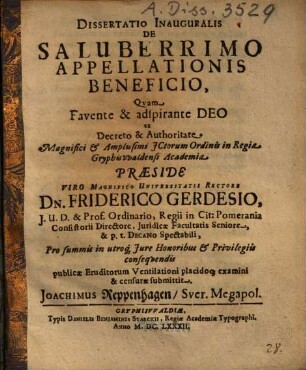 A. Diss. 3529
DISSERTATIO INAUGURALIS
DE
SALUBERRIMO
APPELLATIONIS
BENEFICIO,
Qvam
Favente & adspirante DEO
ex
Decreto & Authoritate
Magnifici & Amplissimi JCtorum Ordinis in Regia
Gryphisvvaldensi Academia
PRÆSIDE
VIRO MAGNIFICO UNIVERSITATIS RECTORE
DN. FRIDERICO GERDESIO,
J. U. D. & Prof. Ordinario, Regii in Cit: Pomerania
Consistorii Directore, Juridicæ Facultatis Seniore,
& p. t. DECANO Spectabili,
Pro summis in utroq; Jure Honoribus & Privilegiis
consequendis
publicæ Eruditorum Ventilationi placidoq; examini
& censuræ submittit
JOACHIMUS Reppenhagen / Sver. Megapol.
GRYPHISWALDIÆ,
Typis DANIELIS BENJAMINIS STARCKII, Regiæ Academiæ Typographi.
ANNO M. DC. LXXXII.